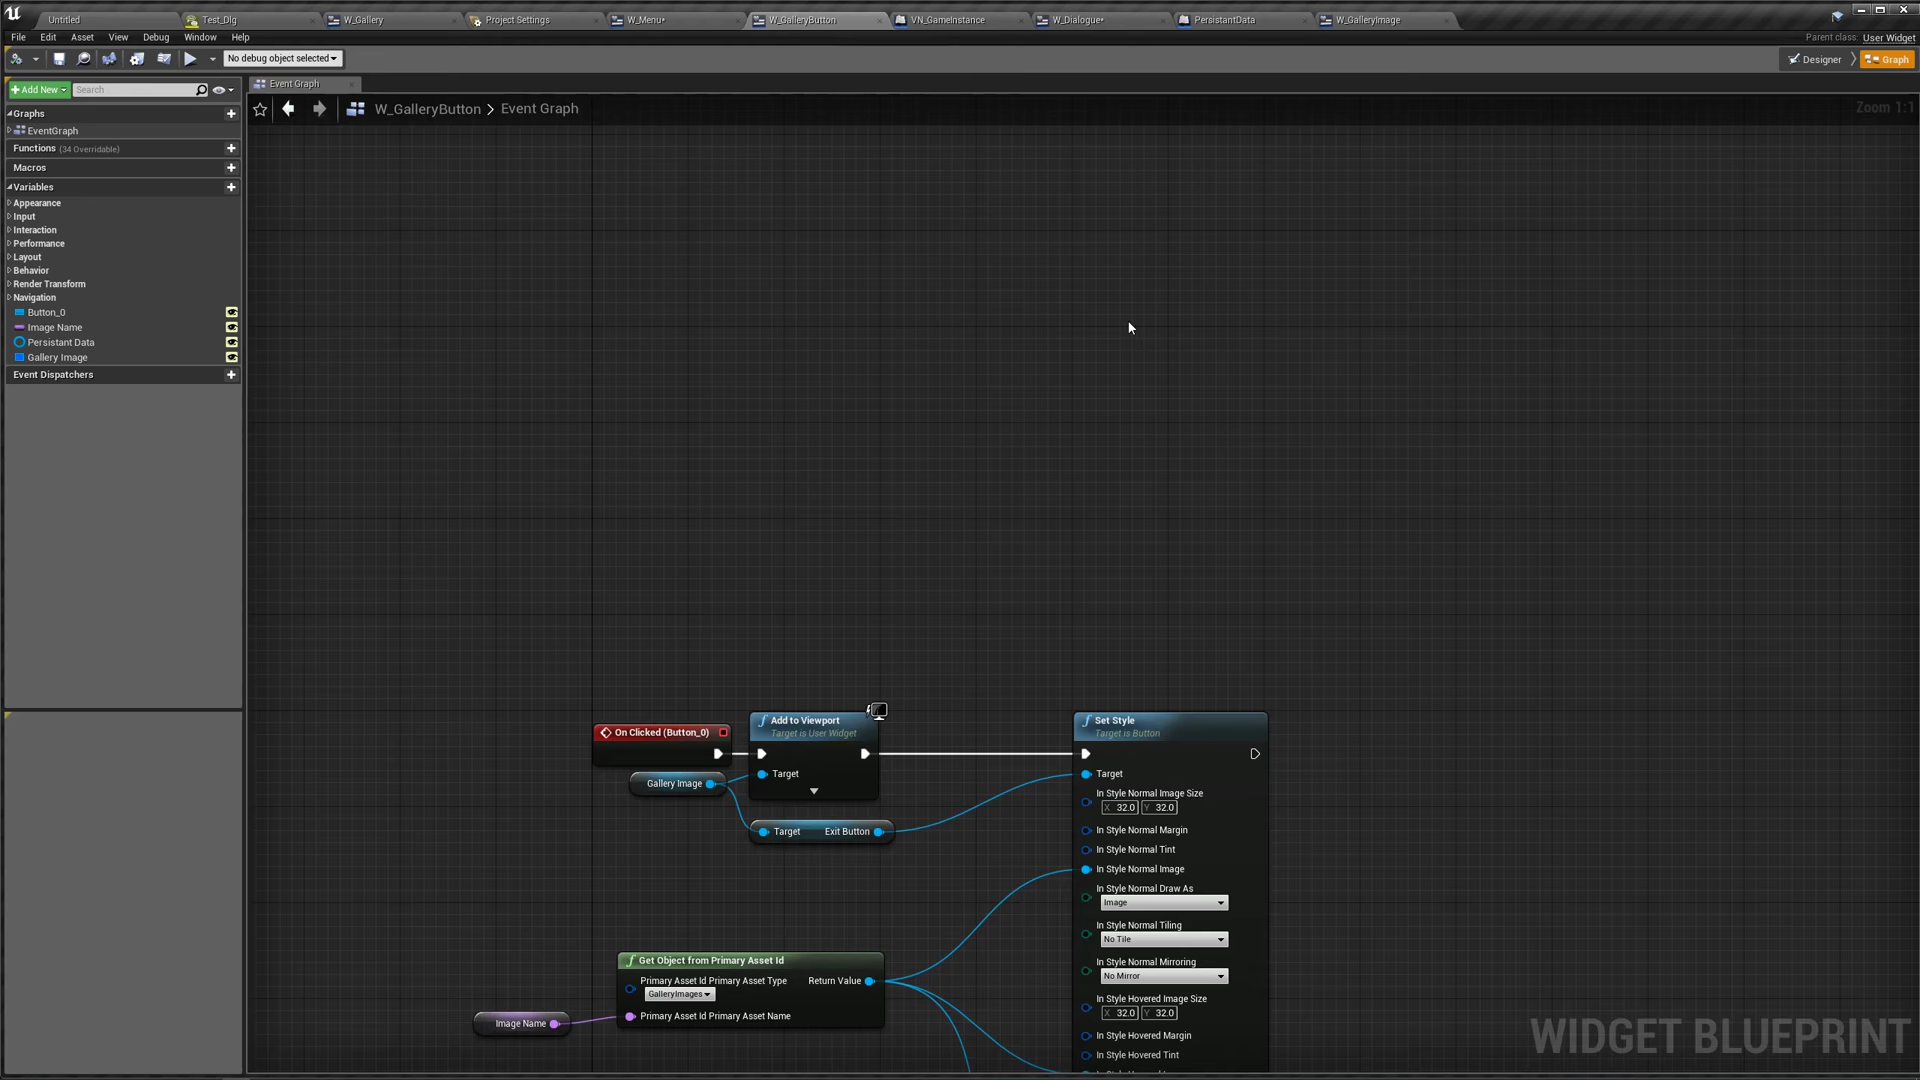 Untitled
Test_Dlg
W_Gallery
Project Settings
W_Menu*
W_GalleryButton
VN_GameInstance
W_Dialogue*
PersistantData
W_GalleryImage
File Edit Asset View Debug Window Help
Parent class: User Widget
No debug object selected
Designer
Graph
Add New
Search
Event Graph
W_GalleryButton > Event Graph
Zoom 1:1
Graphs
EventGraph
Functions (34 Overridable)
Macros
Variables
Appearance
Input
Interaction
Performance
Layout
Behavior
Render Transform
Navigation
Button_0
Image Name
Persistant Data
Gallery Image
Event Dispatchers
On Clicked (Button_0)
Gallery Image
f Add to Viewport
Target is User Widget
Target
Target Exit Button
f Set Style
Target is Button
Target
In Style Normal Image Size
X 32.0 Y 32.0
In Style Normal Margin
In Style Normal Tint
In Style Normal Image
In Style Normal Draw As
Image
In Style Normal Tiling
No Tile
In Style Normal Mirroring
No Mirror
In Style Hovered Image Size
X 32.0 Y 32.0
In Style Hovered Margin
In Style Hovered Tint
f Get Object from Primary Asset Id
Primary Asset Id Primary Asset Type Return Value
GalleryImages
Primary Asset Id Primary Asset Name
Image Name
WIDGET BLUEPRINT